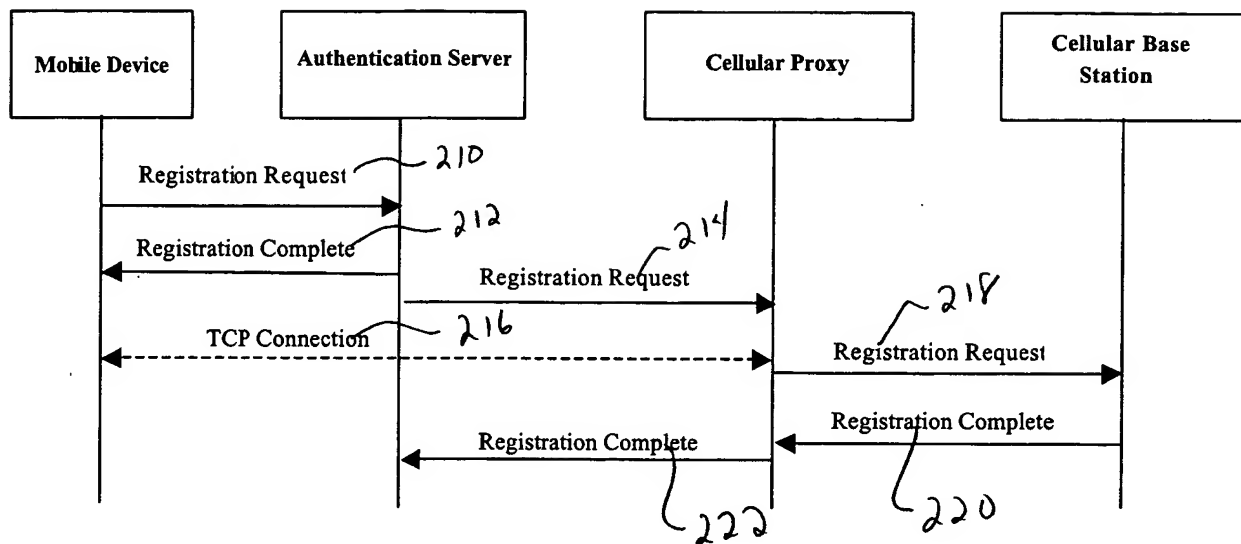 Mobile Device
Authentication Server
Cellular Proxy
Cellular Base
Station
Registration Request
210
Registration Complete
212
Registration Request
214
TCP Connection
216
Registration Request
218
Registration Complete
220
Registration Complete
222